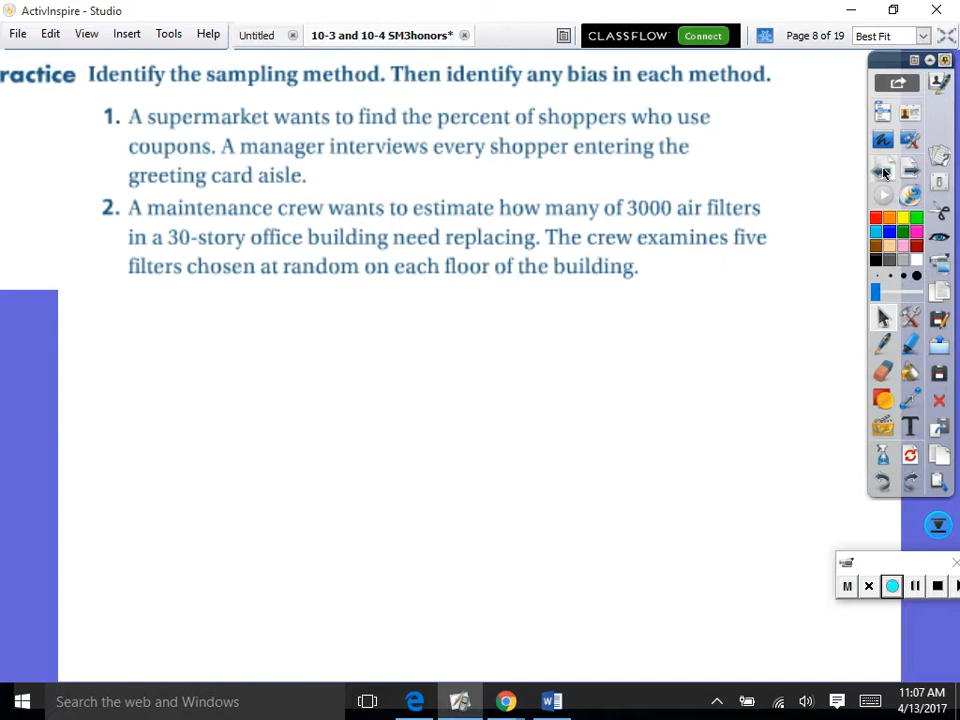 ActivInspire - Studio
File Edit View Insert Tools Help Untitled 10-3 and 10-4 SM3honors* CLASSFLOW Connect Page 8 of 19 Best Fit
ractice Identify the sampling method. Then identify any bias in each method.
1. A supermarket wants to find the percent of shoppers who use
coupons. A manager interviews every shopper entering the
greeting card aisle.
2. A maintenance crew wants to estimate how many of 3000 air filters
in a 30-story office building need replacing. The crew examines five
filters chosen at random on each floor of the building.
T
M
Search the web and Windows
11:07 AM
4/13/2017